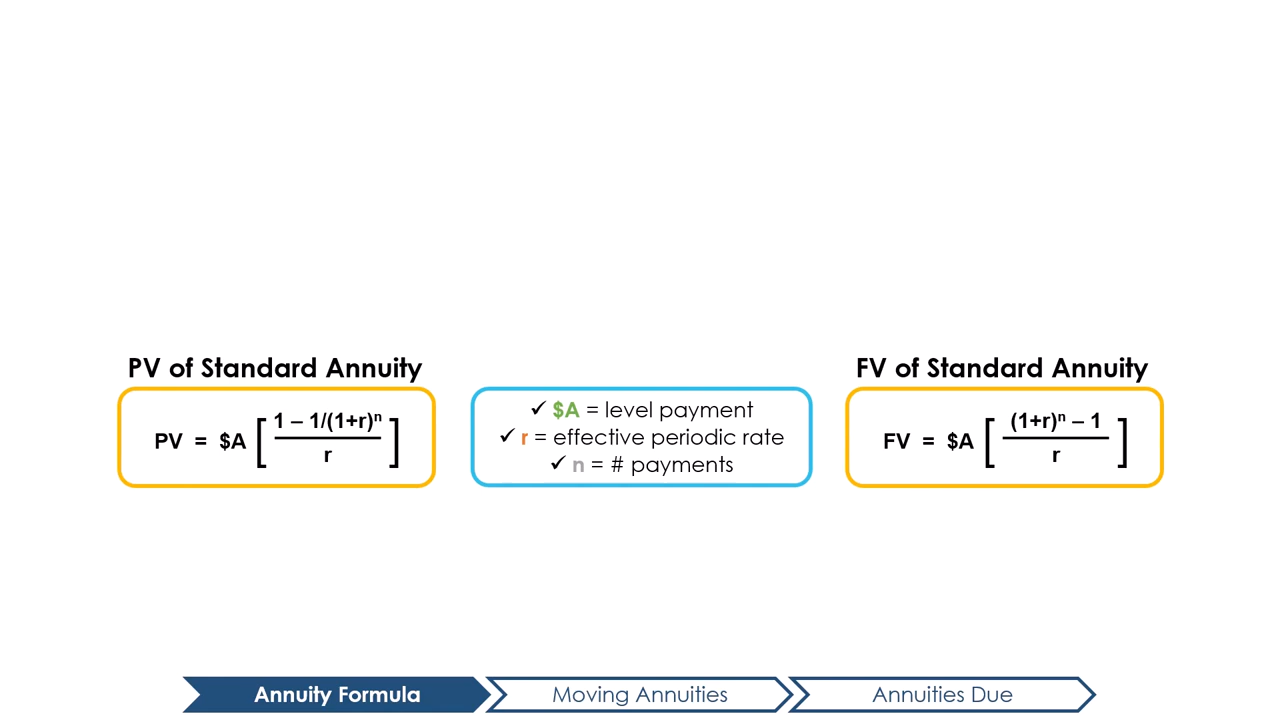 PV of Standard Annuity
PV = $A [ 1 – 1/(1+r)ⁿ
r ]
✓ $A = level payment
✓ r = effective periodic rate
✓ n = # payments
FV of Standard Annuity
FV = $A [ (1+r)ⁿ – 1
r ]
Annuity Formula
Moving Annuities
Annuities Due